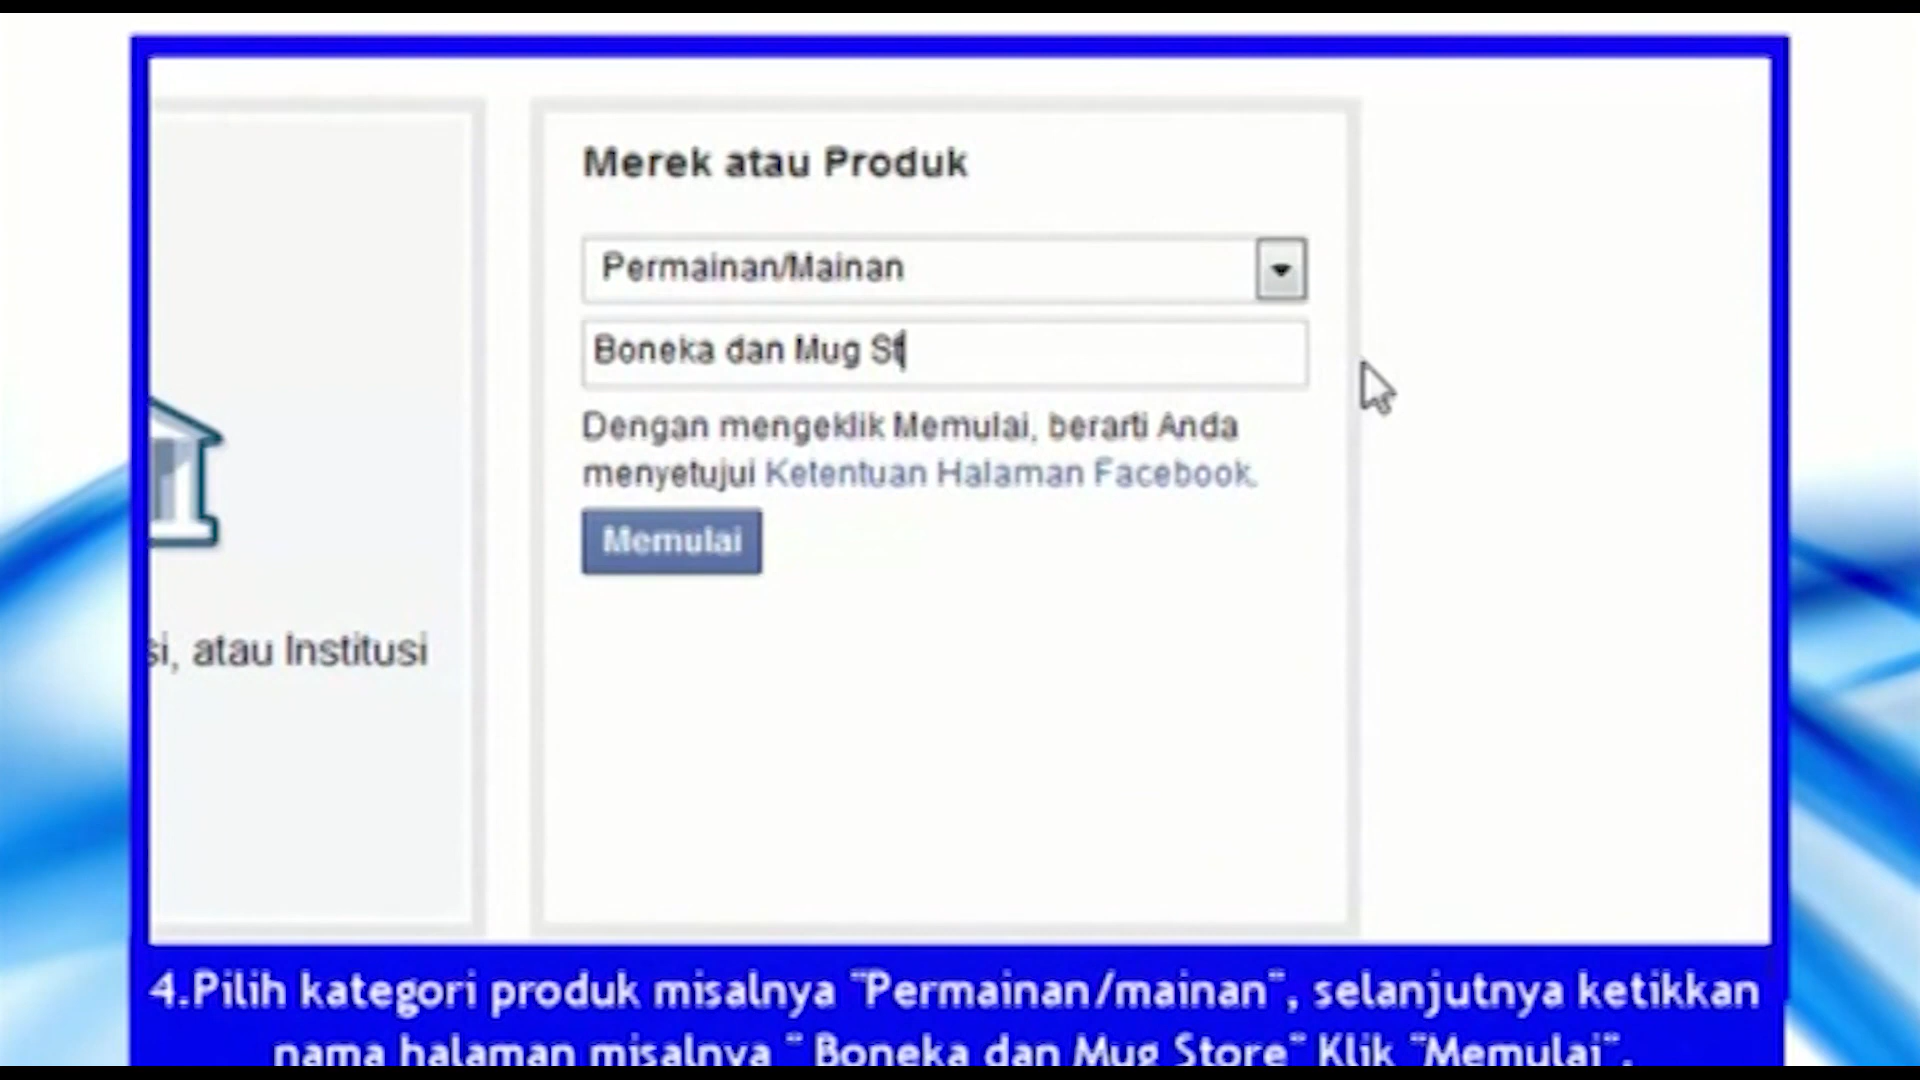 Merek atau Produk
Permainan/Mainan
Boneka dan Mug St
Dengan mengeklik Memulai, berarti Anda
menyetujui Ketentuan Halaman Facebook.
Memulai
si, atau Institusi
4.Pilih kategori produk misalnya "Permainan/mainan", selanjutnya ketikkan
nama halaman misalnya " Boneka dan Mug Store" Klik "Memulai".